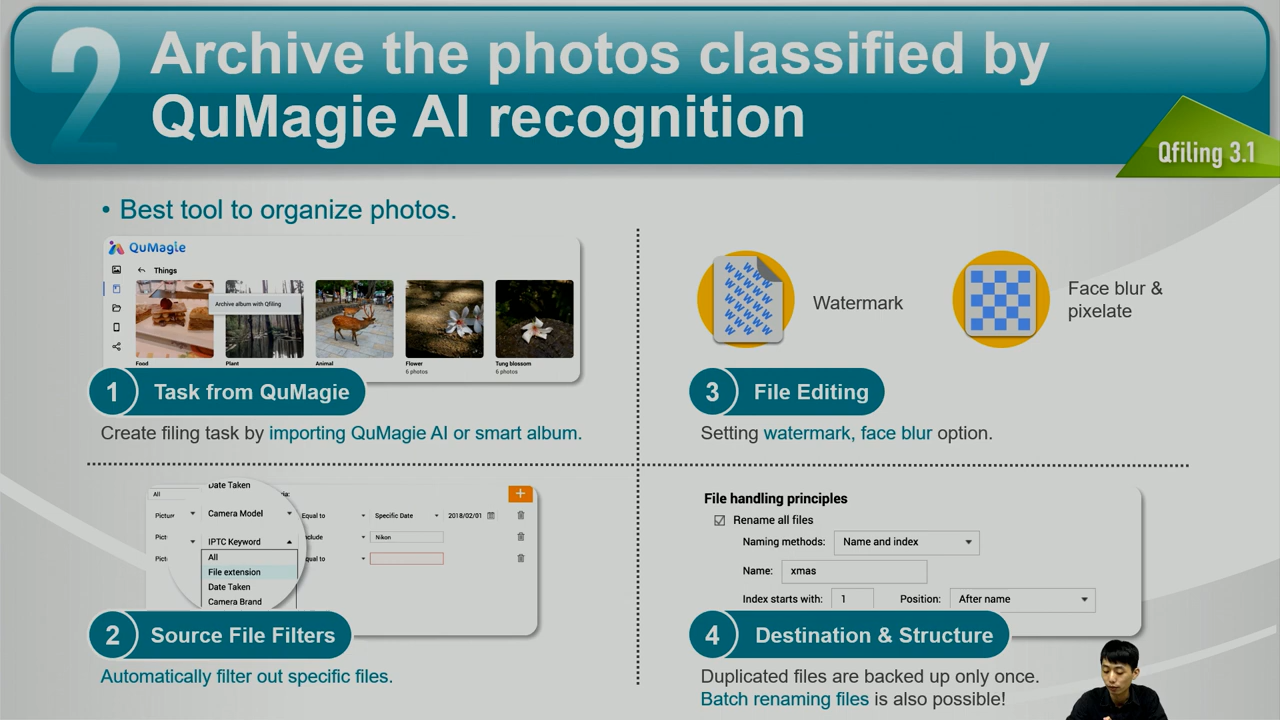 2
Archive the photos classified by
QuMagie AI recognition
Qfiling 3.1
• Best tool to organize photos.
QuMagie
Things
Archive album with Qfiling
Food
Plant
Animal
Flower
6 photos
Tung blossom
6 photos
1 Task from QuMagie
Create filing task by importing QuMagie AI or smart album.
Watermark
Face blur &
pixelate
3 File Editing
Setting watermark, face blur option.
Date Taken
All
Camera Model
Equal to
Specific Date
2018/02/01
IPTC Keyword
Nikon
All
File extension
Date Taken
Camera Brand
2 Source File Filters
Automatically filter out specific files.
File handling principles
Rename all files
Naming methods: Name and index
Name: xmas
Index starts with: 1 Position: After name
4 Destination & Structure
Duplicated files are backed up only once.
Batch renaming files is also possible!